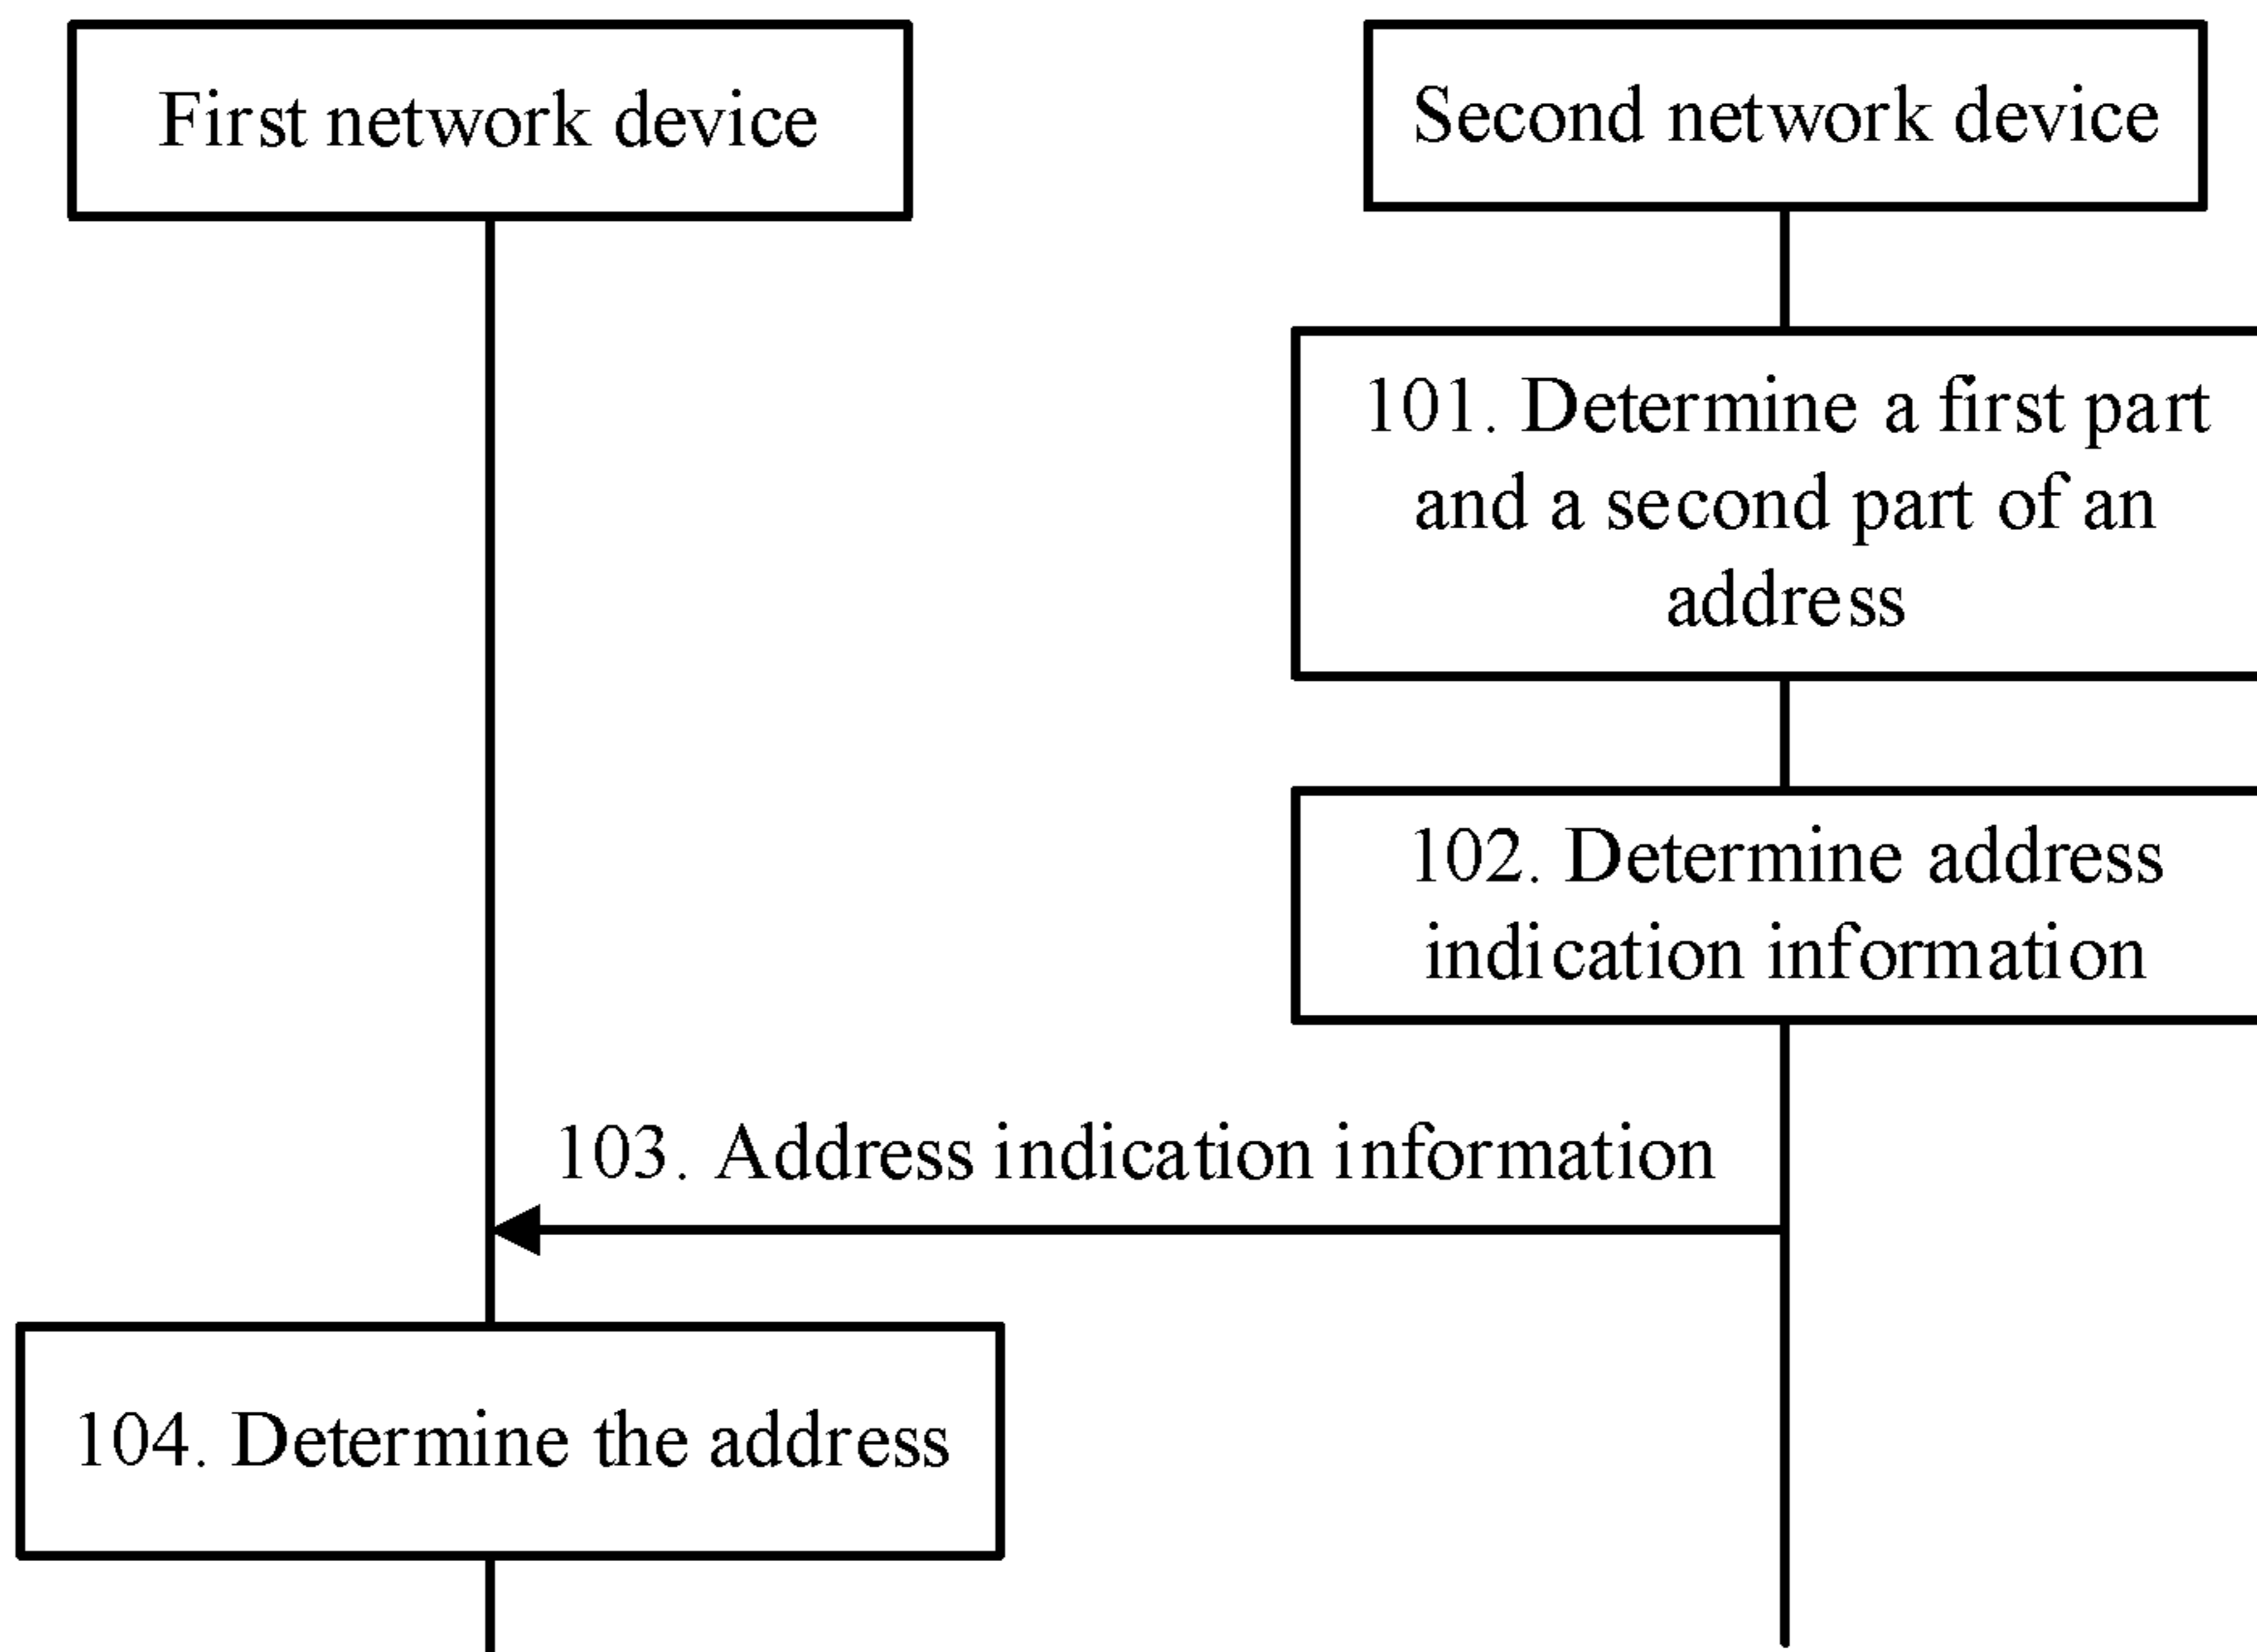 First network device
Second network device
101. Determine a first part
and a second part of an
address
102. Determine address
indication information
103. Address indication information
104. Determine the address